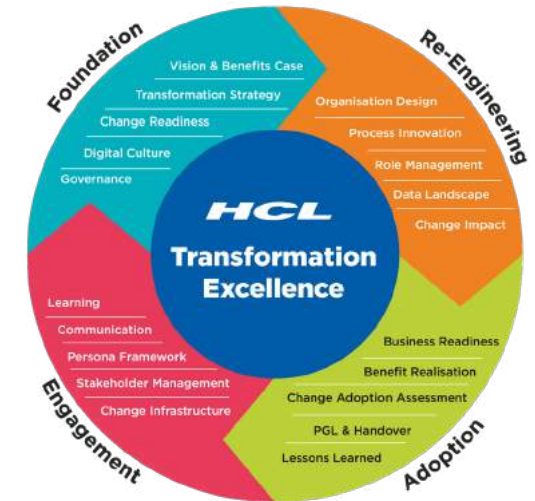 Foundation
Vision & Benefits Case
Transformation Strategy
Change Readiness
Digital Culture
Governance
Re-Engineering
Organisation Design
Process Innovation
Role Management
Data Landscape
Change Impact
HCL
Transformation
Excellence
Adoption
Business Readiness
Benefit Realisation
Change Adoption Assessment
PGL & Handover
Lessons Learned
Engagement
Learning
Communication
Persona Framework
Stakeholder Management
Change Infrastructure